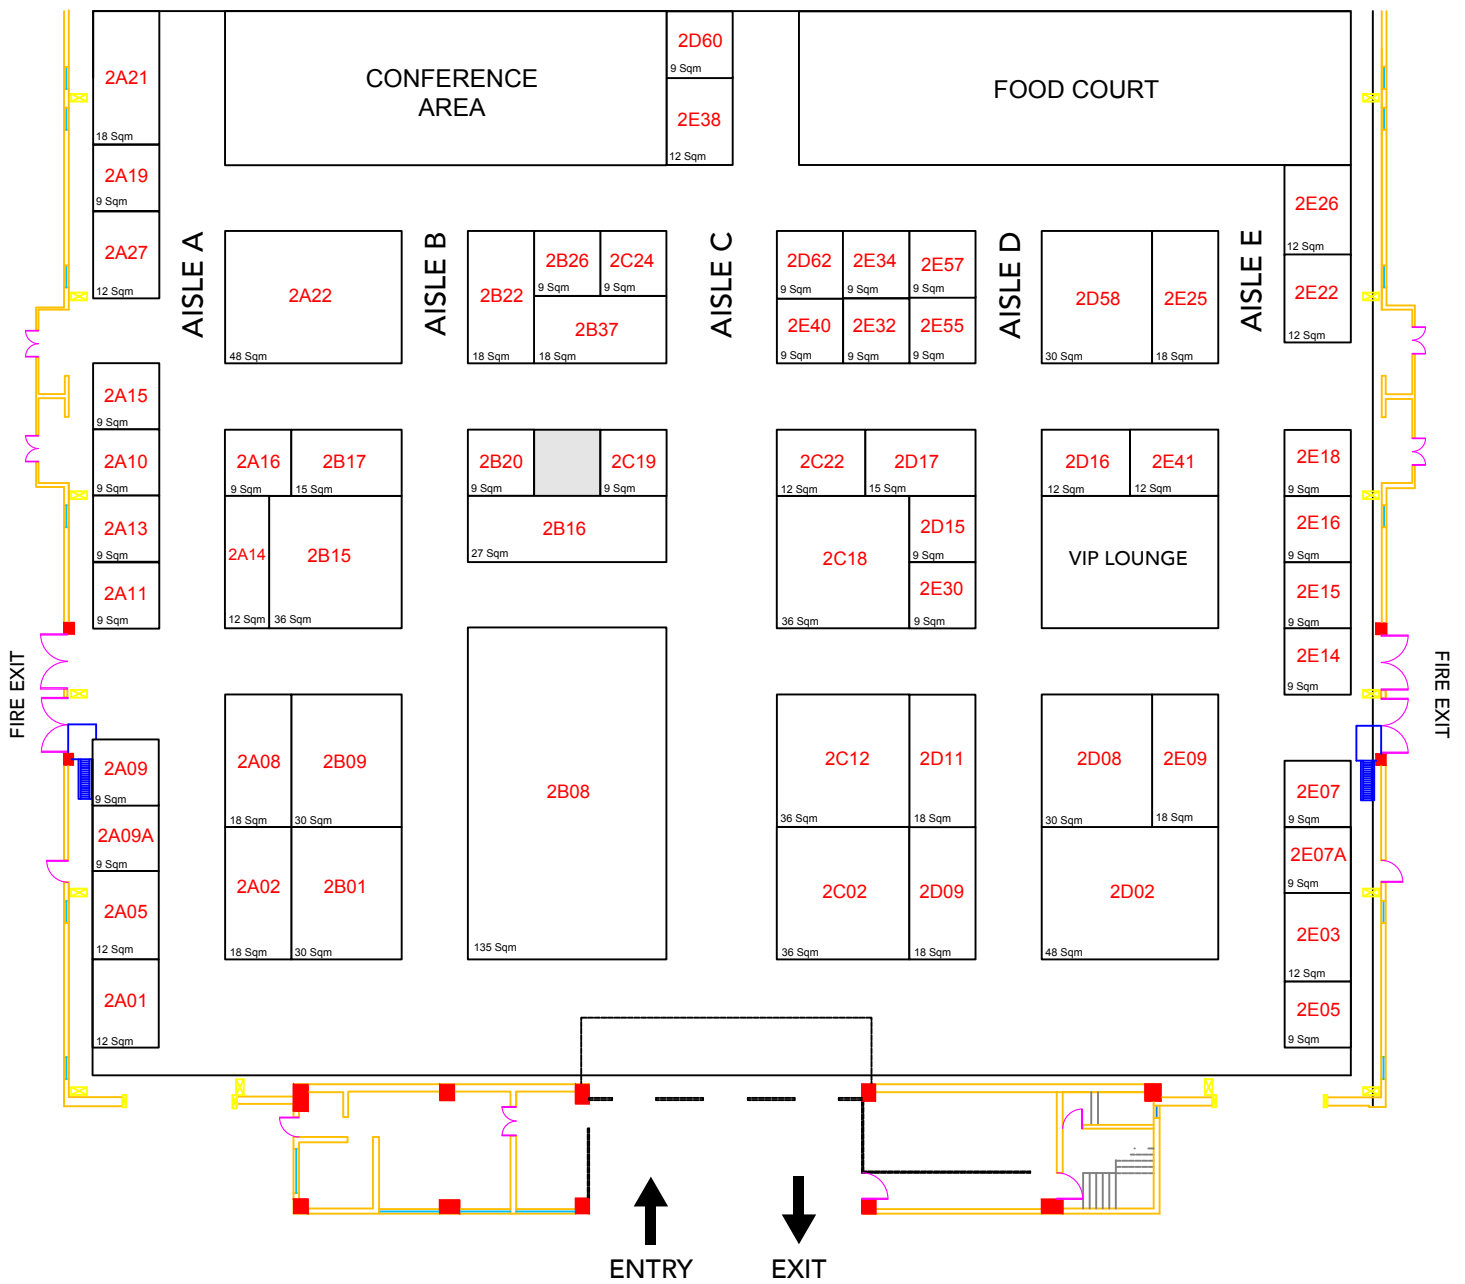 2A21
18 Sqm
2A19
9 Sqm
2A27
12 Sqm
CONFERENCE
AREA
2D60
9 Sqm
2E38
12 Sqm
FOOD COURT
2E26
12 Sqm
2E22
12 Sqm
AISLE A
2A22
48 Sqm
AISLE B
2B22
18 Sqm
2B26
9 Sqm
2C24
9 Sqm
2B37
18 Sqm
AISLE C
2D62
9 Sqm
2E34
9 Sqm
2E57
9 Sqm
2E40
9 Sqm
2E32
9 Sqm
2E55
9 Sqm
AISLE D
2D58
30 Sqm
2E25
18 Sqm
AISLE E
2A15
9 Sqm
2A10
9 Sqm
2A13
9 Sqm
2A11
9 Sqm
2A16
9 Sqm
2B17
15 Sqm
2A14
12 Sqm
2B15
36 Sqm
2B20
9 Sqm
2C19
9 Sqm
2B16
27 Sqm
2C22
12 Sqm
2D17
15 Sqm
2C18
36 Sqm
2D15
9 Sqm
2E30
9 Sqm
2D16
12 Sqm
2E41
12 Sqm
VIP LOUNGE
2E18
9 Sqm
2E16
9 Sqm
2E15
9 Sqm
2E14
9 Sqm
FIRE EXIT
FIRE EXIT
2A09
9 Sqm
2A09A
9 Sqm
2A05
12 Sqm
2A01
12 Sqm
2A08
18 Sqm
2B09
30 Sqm
2A02
18 Sqm
2B01
30 Sqm
2B08
135 Sqm
2C12
36 Sqm
2D11
18 Sqm
2C02
36 Sqm
2D09
18 Sqm
2D08
30 Sqm
2E09
18 Sqm
2D02
48 Sqm
2E07
9 Sqm
2E07A
9 Sqm
2E03
12 Sqm
2E05
9 Sqm
ENTRY
EXIT